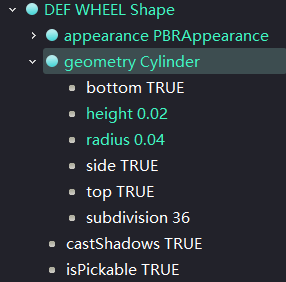 DEF WHEEL Shape
appearance PBRAppearance
geometry Cylinder
bottom TRUE
height 0.02
radius 0.04
side TRUE
top TRUE
subdivision 36
castShadows TRUE
isPickable TRUE